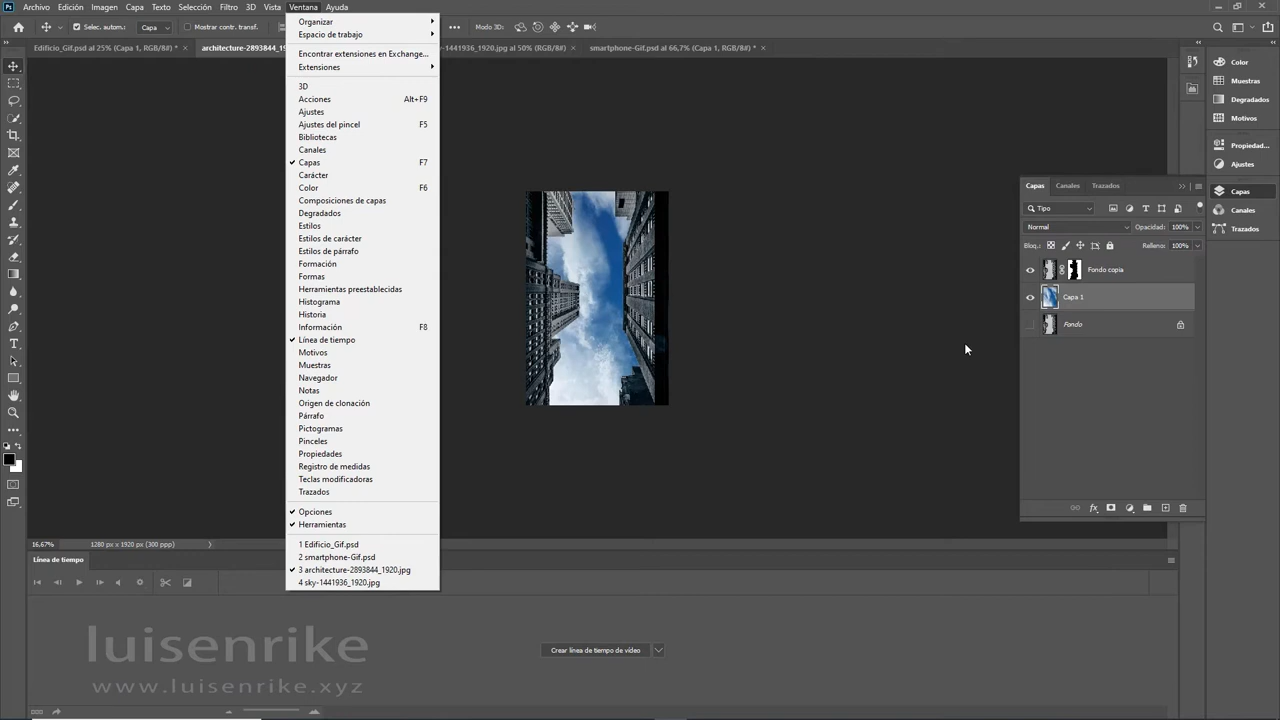 Ps Archivo Edición Imagen Capa Texto Selección Filtro 3D Vista Ventana Ayuda
Selec. autom.: Capa Mostrar contr. transf. Modo 3D:
Edificio_Gif.psd al 25% (Capa 1, RGB/8#) * architecture-2893844_19 -1441936_1920.jpg al 50% (RGB/8#) smartphone-Gif.psd al 66,7% (Capa 1, RGB/8#) *
Organizar
Espacio de trabajo
Encontrar extensiones en Exchange...
Extensiones
3D
Acciones Alt+F9
Ajustes
Ajustes del pincel F5
Bibliotecas
Canales
Capas F7
Carácter
Color F6
Composiciones de capas
Degradados
Estilos
Estilos de carácter
Estilos de párrafo
Formación
Formas
Herramientas preestablecidas
Histograma
Historia
Información F8
Línea de tiempo
Motivos
Muestras
Navegador
Notas
Origen de clonación
Párrafo
Pictogramas
Pinceles
Propiedades
Registro de medidas
Teclas modificadoras
Trazados
Opciones
Herramientas
1 Edificio_Gif.psd
2 smartphone-Gif.psd
3 architecture-2893844_1920.jpg
4 sky-1441936_1920.jpg
Color
Muestras
Degradados
Motivos
Propiedad...
Ajustes
Capas
Canales
Trazados
Capas Canales Trazados
Tipo
Normal Opacidad: 100%
Bloq.: Relleno: 100%
Fondo copia
Capa 1
Fondo
16,67% 1280 px x 1920 px (300 ppp)
Línea de tiempo
Crear línea de tiempo de vídeo
luisenrike
www.luisenrike.xyz